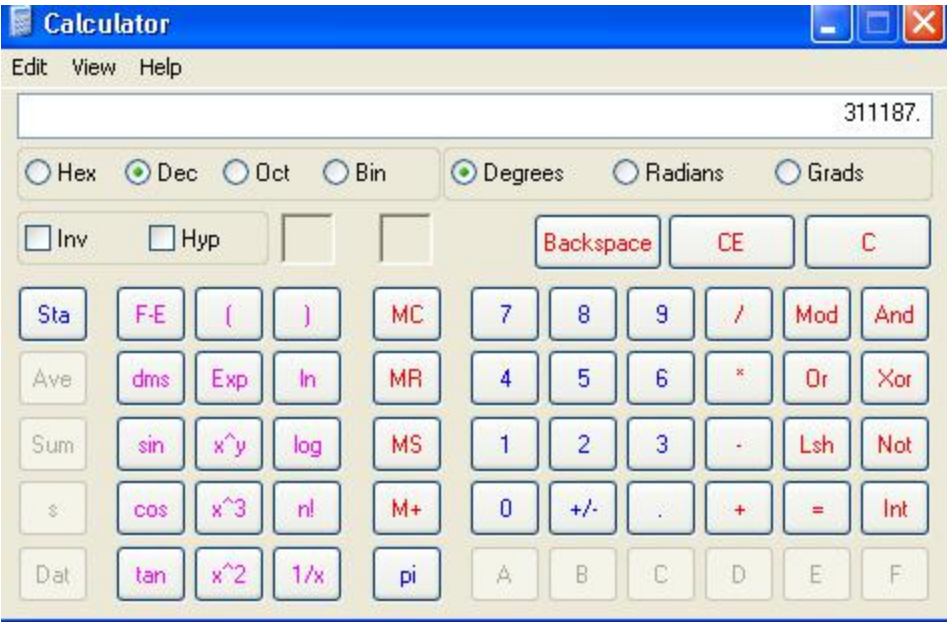 Calculator
Edit View Help
311187.
Hex Dec Oct Bin Degrees Radians Grads
Inv Hyp Backspace CE C
Sta F-E ( ) MC 7 8 9 / Mod And
Ave dms Exp ln MR 4 5 6 * Or Xor
Sum sin x^y log MS 1 2 3 - Lsh Not
s cos x^3 n! M+ 0 +/- . + = Int
Dat tan x^2 1/x pi A B C D E F